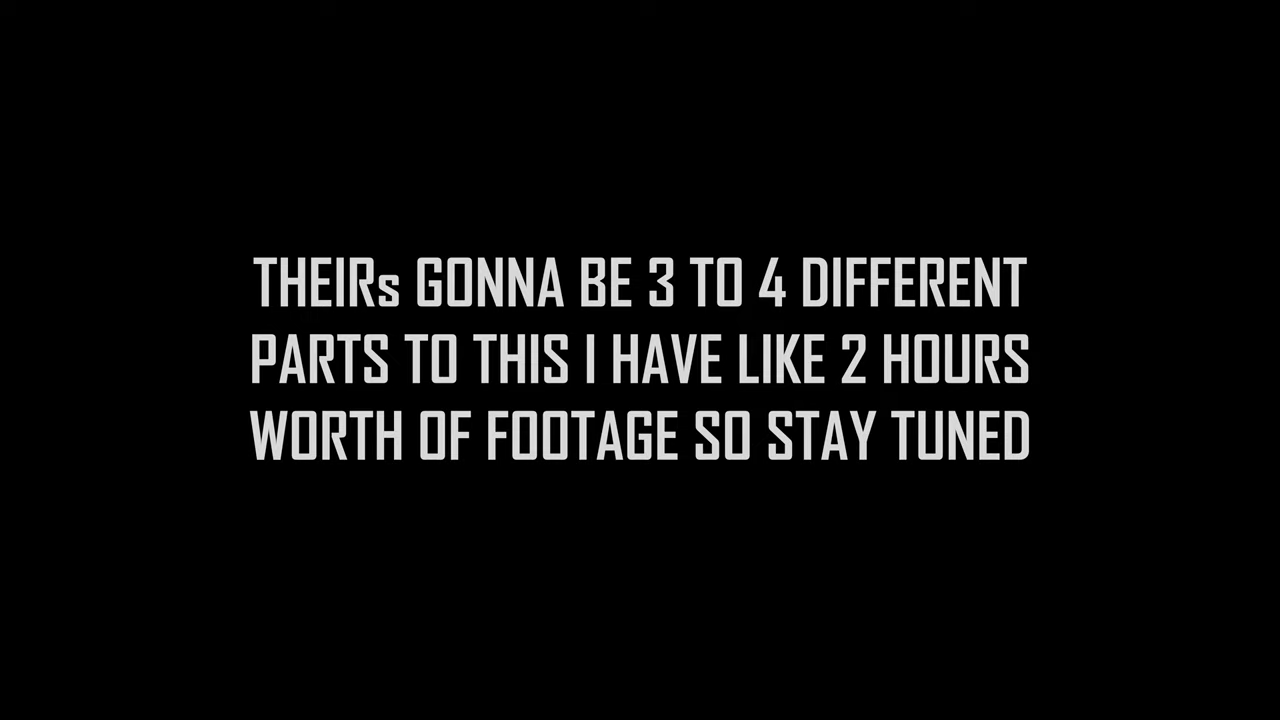 THEIRs GONNA BE 3 TO 4 DIFFERENT
PARTS TO THIS I HAVE LIKE 2 HOURS
WORTH OF FOOTAGE SO STAY TUNED